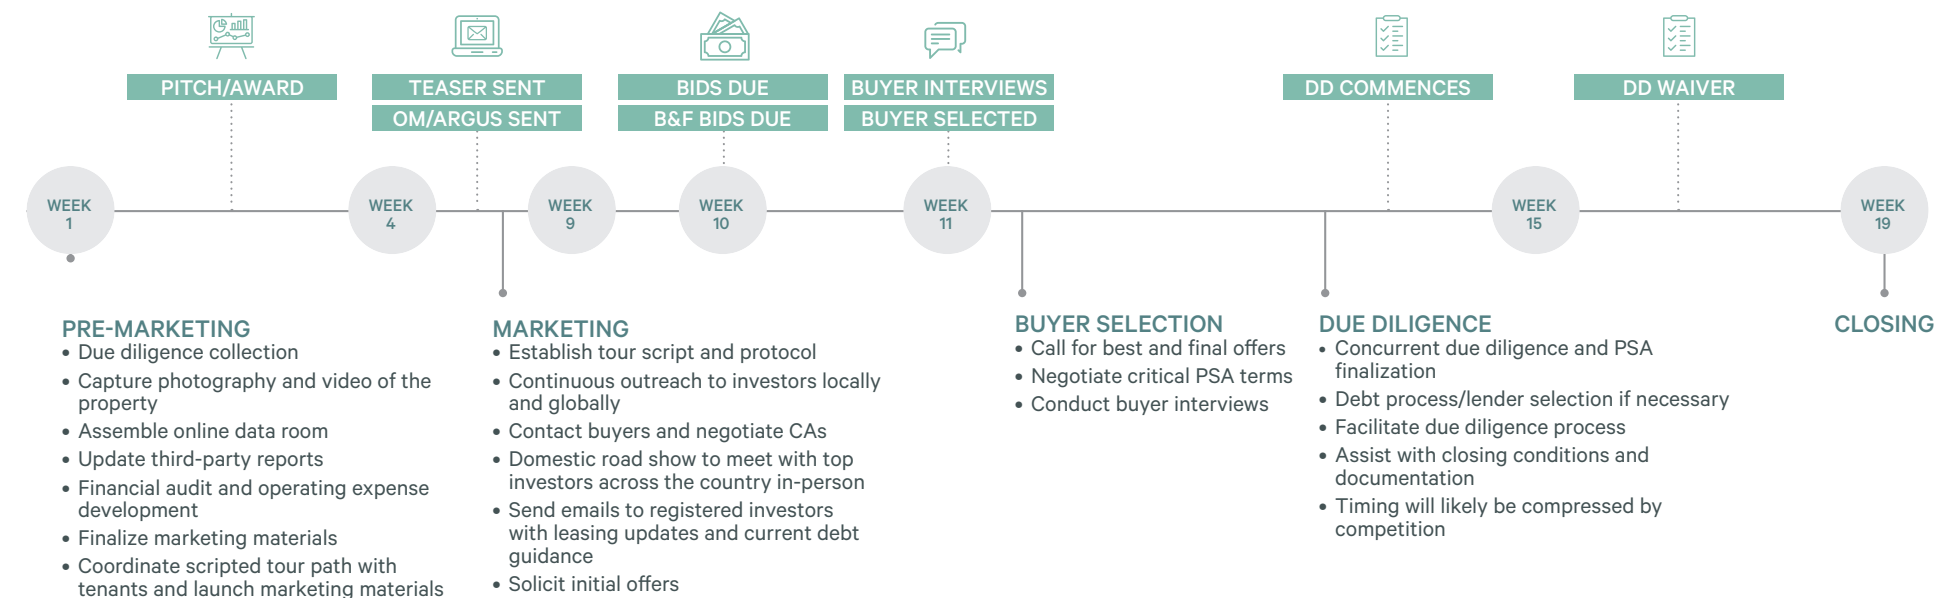 PITCH/AWARD
TEASER SENT
OM/ARGUS SENT
BIDS DUE
B&F BIDS DUE
BUYER INTERVIEWS
BUYER SELECTED
DD COMMENCES
DD WAIVER
WEEK
1
WEEK
4
WEEK
9
WEEK
10
WEEK
11
WEEK
15
WEEK
19
PRE-MARKETING
• Due diligence collection
• Capture photography and video of the
property
• Assemble online data room
• Update third-party reports
• Financial audit and operating expense
development
• Finalize marketing materials
• Coordinate scripted tour path with
tenants and launch marketing materials
MARKETING
• Establish tour script and protocol
• Continuous outreach to investors locally
and globally
• Contact buyers and negotiate CAs
• Domestic road show to meet with top
investors across the country in-person
• Send emails to registered investors
with leasing updates and current debt
guidance
• Solicit initial offers
BUYER SELECTION
• Call for best and final offers
• Negotiate critical PSA terms
• Conduct buyer interviews
DUE DILIGENCE
• Concurrent due diligence and PSA
finalization
• Debt process/lender selection if necessary
• Facilitate due diligence process
• Assist with closing conditions and
documentation
• Timing will likely be compressed by
competition
CLOSING